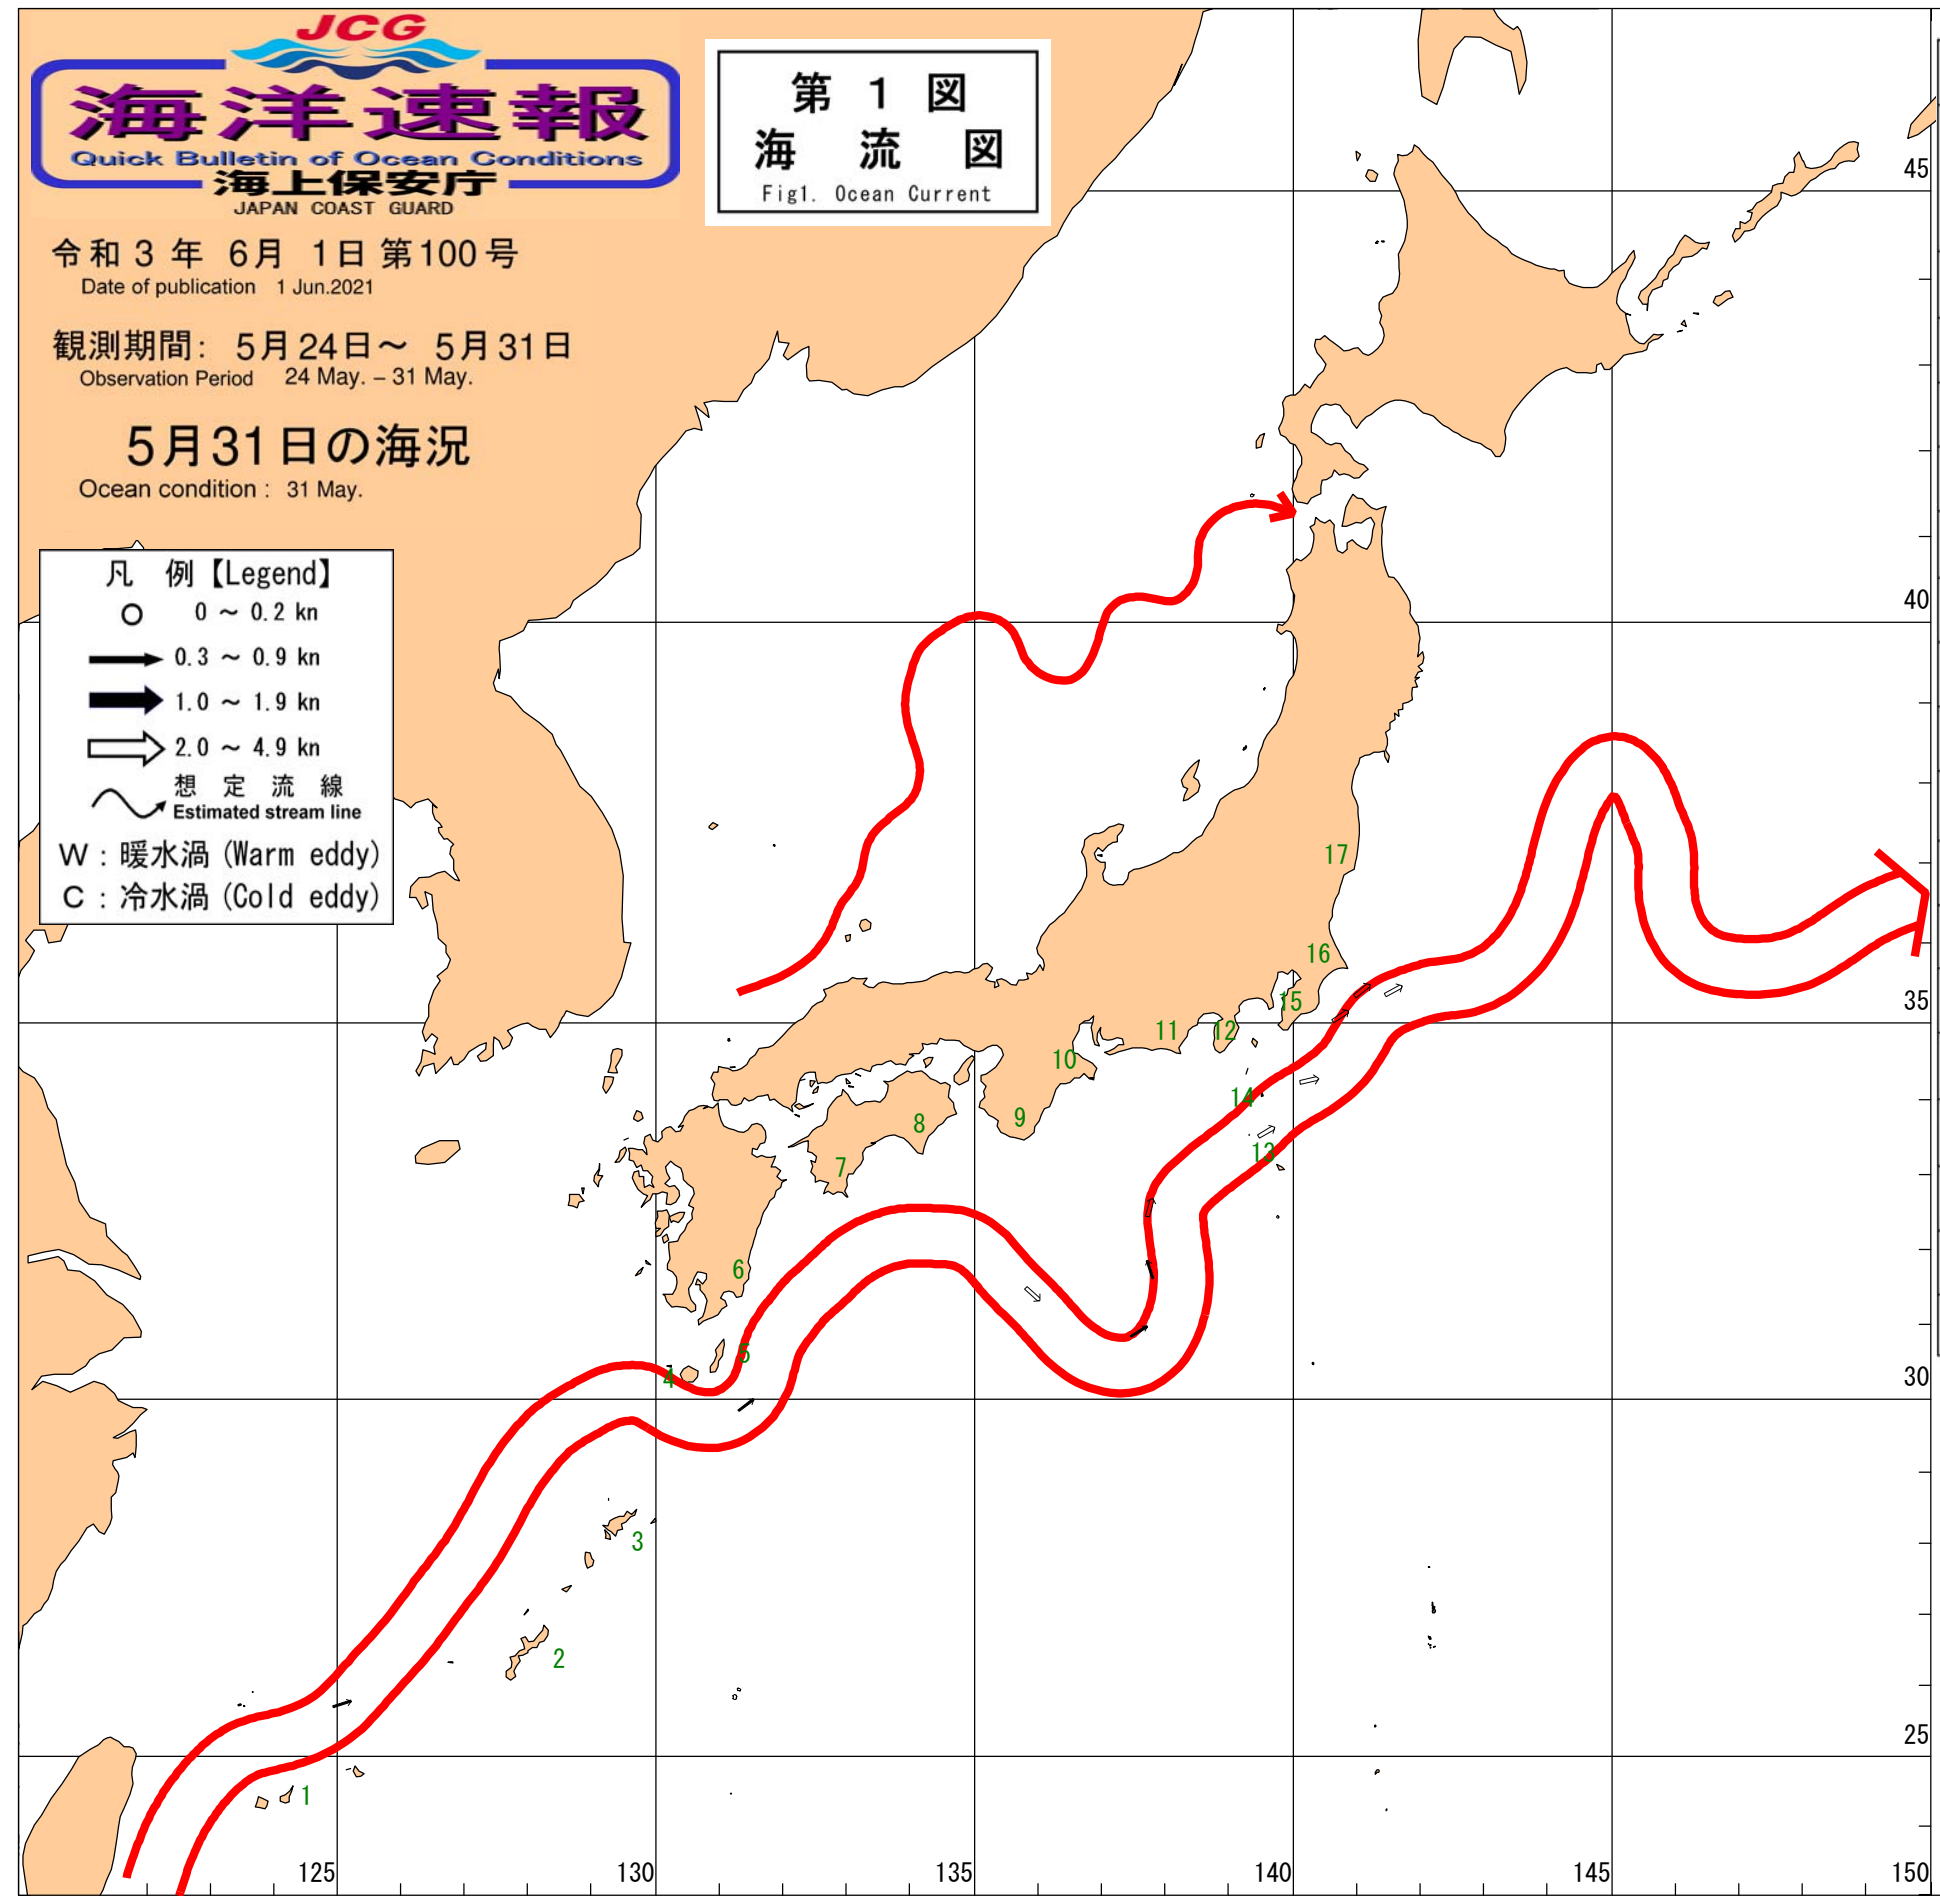 JCG
海洋速報
Quick Bulletin of Ocean Conditions
海上保安庁
JAPAN COAST GUARD
第 1 図
海 流 図
Fig1. Ocean Current
令和 3 年 6月 1日 第100号
Date of publication 1 Jun.2021
観測期間: 5月24日～ 5月31日
Observation Period 24 May. – 31 May.
5月31日の海況
Ocean condition : 31 May.
凡 例【Legend】
0 ～ 0.2 kn
0.3 ～ 0.9 kn
1.0 ～ 1.9 kn
2.0 ～ 4.9 kn
想 定 流 線
Estimated stream line
W : 暖水渦 (Warm eddy)
C : 冷水渦 (Cold eddy)
45
40
35
30
25
17
16
15
12
11
10
14
9
8
13
7
6
5
4
3
2
1
125
130
135
140
145
150